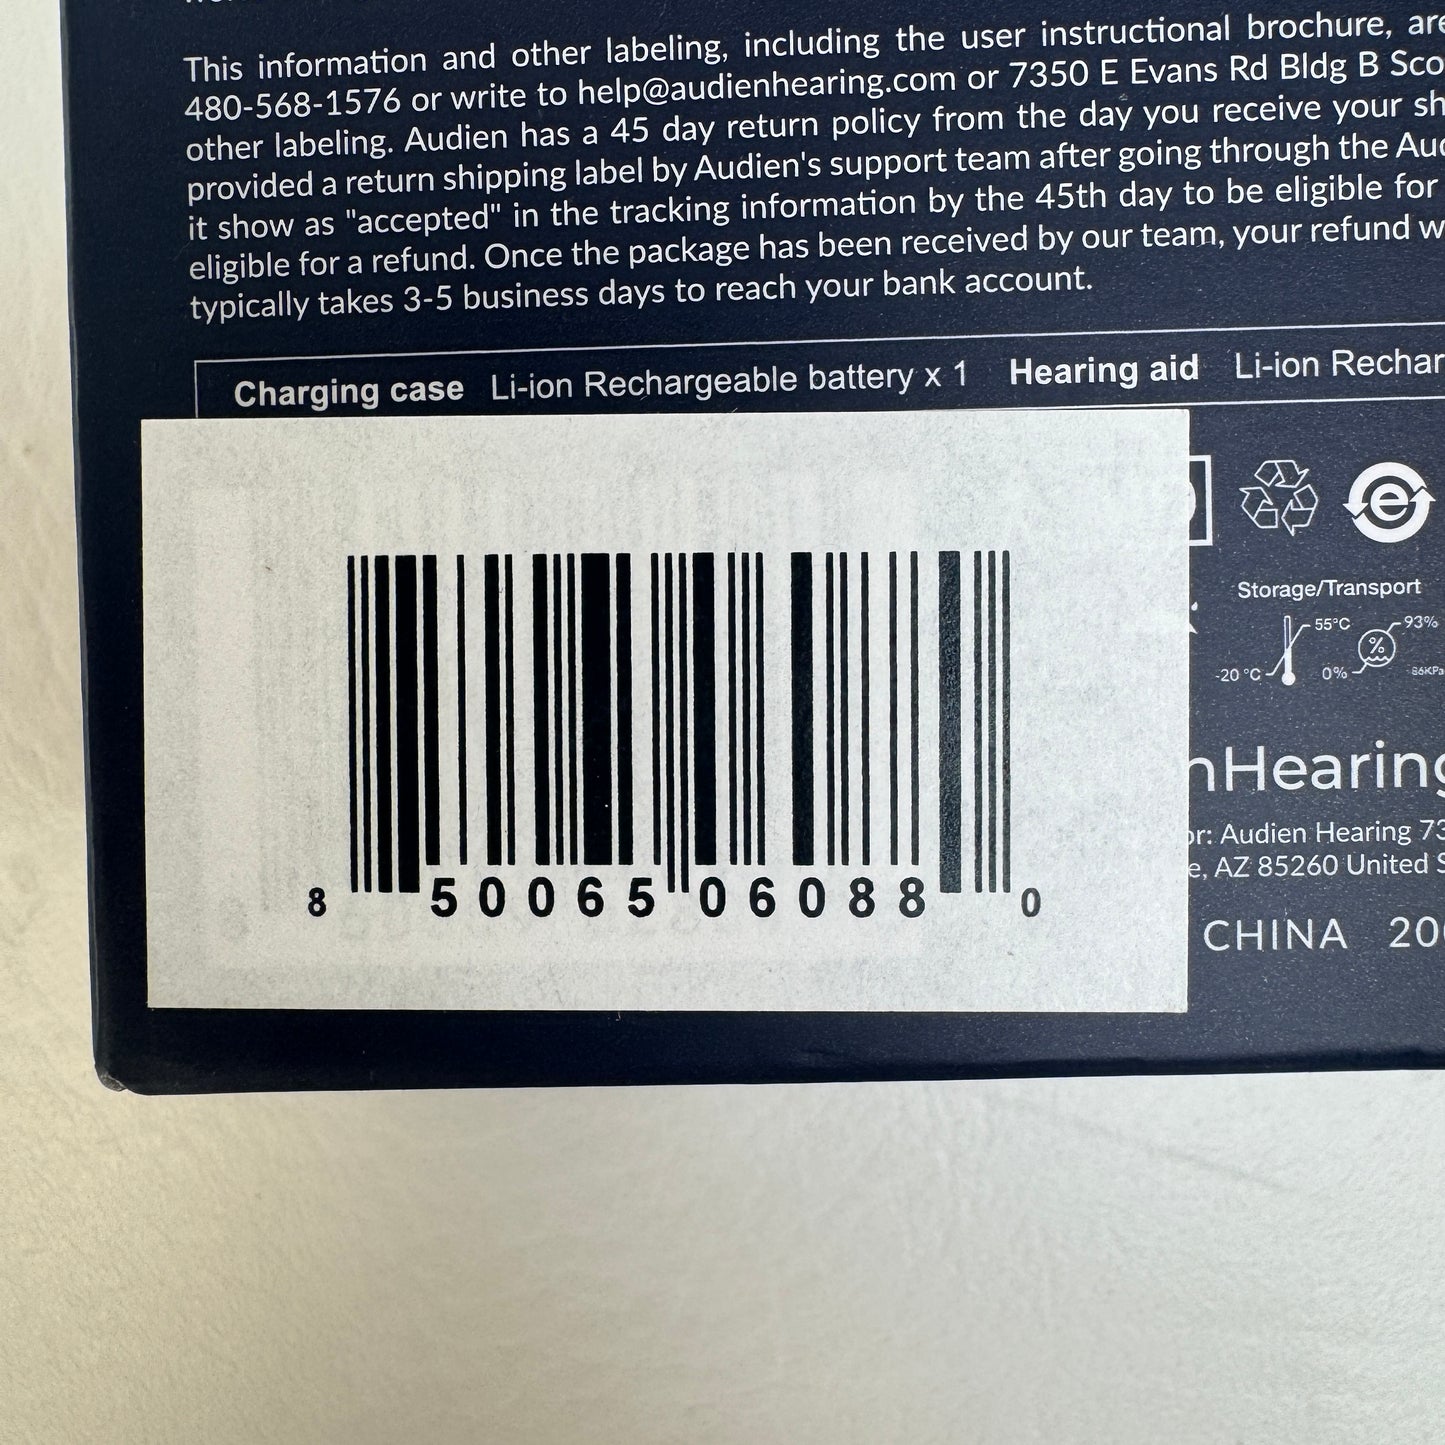 This information and other labeling, including the user instructional brochure, are
480-568-1576 or write to help@audienhearing.com or 7350 E Evans Rd Bldg B Sco
other labeling. Audien has a 45 day return policy from the day you receive your sh
provided a return shipping label by Audien's support team after going through the Aud
it show as "accepted" in the tracking information by the 45th day to be eligible for
eligible for a refund. Once the package has been received by our team, your refund w
typically takes 3-5 business days to reach your bank account.
Charging case Li-ion Rechargeable battery x 1 Hearing aid Li-ion Rechar
e
Storage/Transport
55°C 93%
%
-20 °C 0% 86KPa
nHearing
or: Audien Hearing 73
e, AZ 85260 United S
CHINA 200
8 50065 06088 0